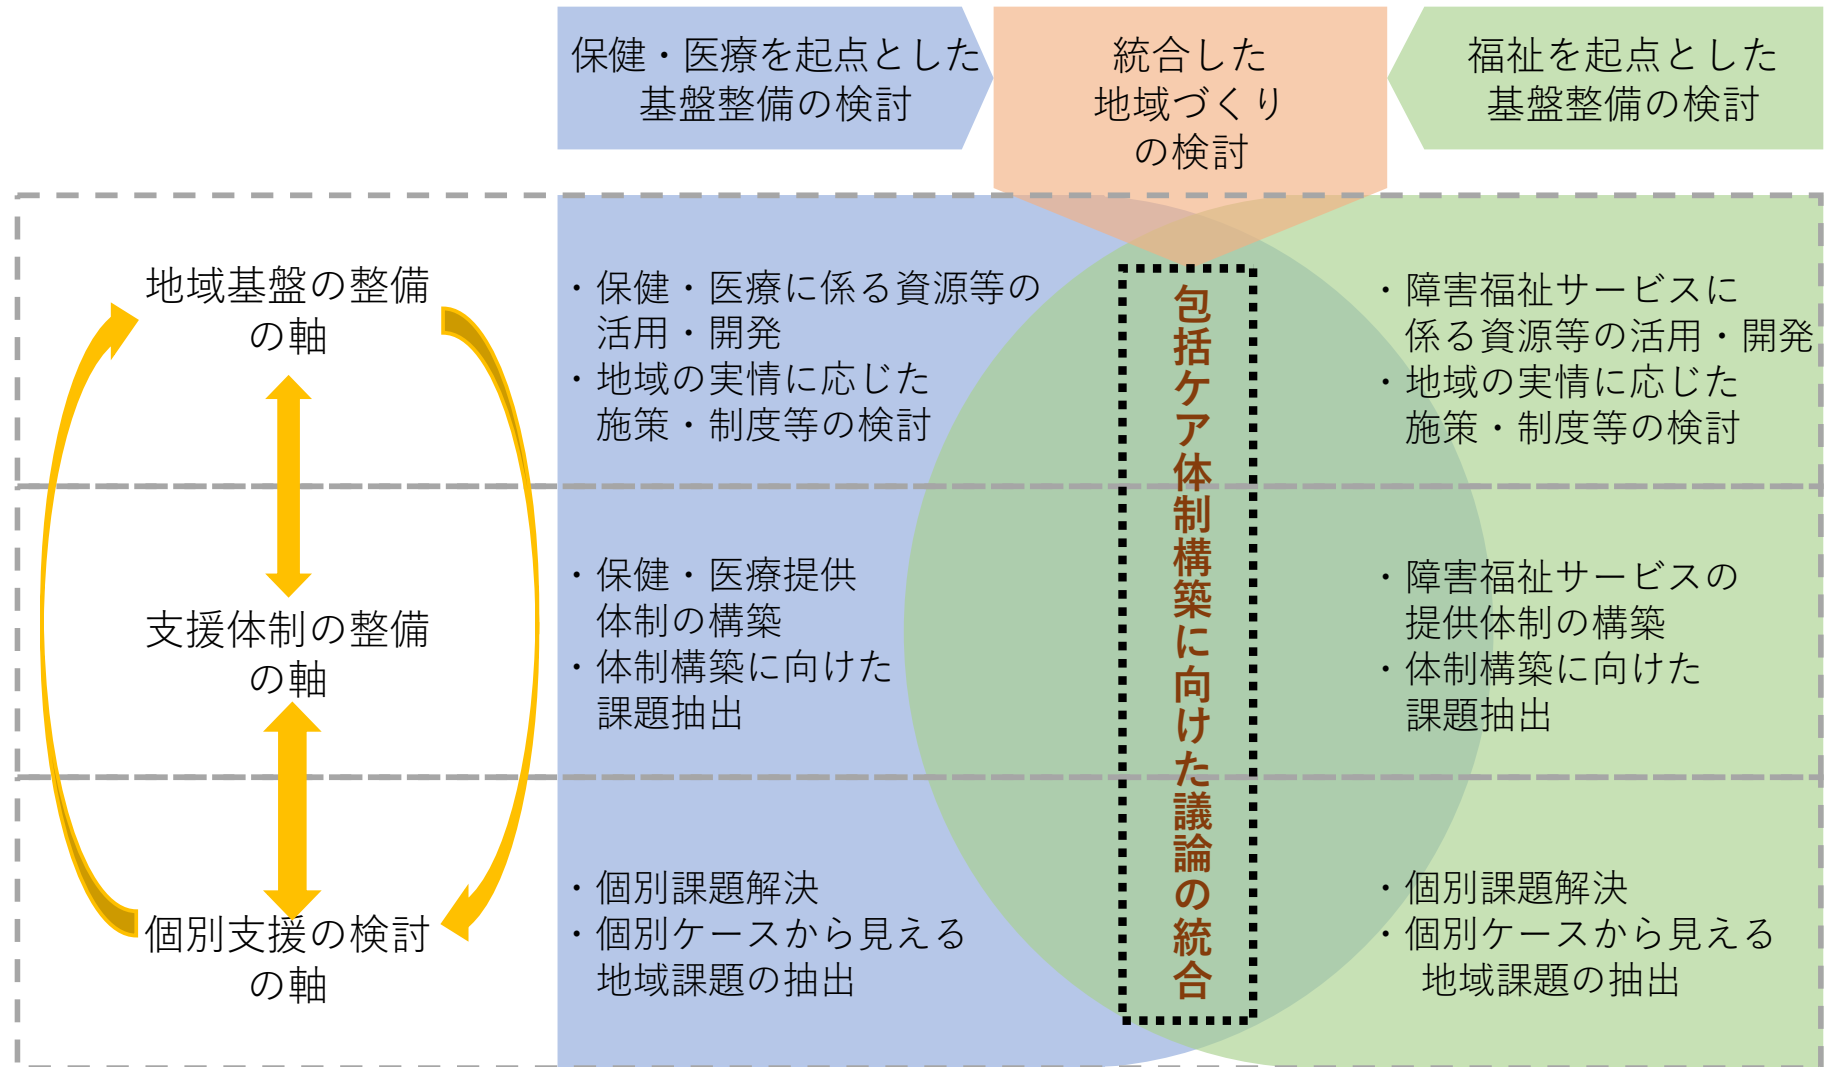 保健・医療を起点とした
基盤整備の検討
統合した
地域づくり
の検討
福祉を起点とした
基盤整備の検討
地域基盤の整備
の軸
・保健・医療に係る資源等の
活用・開発
・地域の実情に応じた
施策・制度等の検討
包括ケア体制構築に向けた議論の統合
・障害福祉サービスに
係る資源等の活用・開発
・地域の実情に応じた
施策・制度等の検討
支援体制の整備
の軸
・保健・医療提供
体制の構築
・体制構築に向けた
課題抽出
・障害福祉サービスの
提供体制の構築
・体制構築に向けた
課題抽出
個別支援の検討
の軸
・個別課題解決
・個別ケースから見える
地域課題の抽出
・個別課題解決
・個別ケースから見える
地域課題の抽出